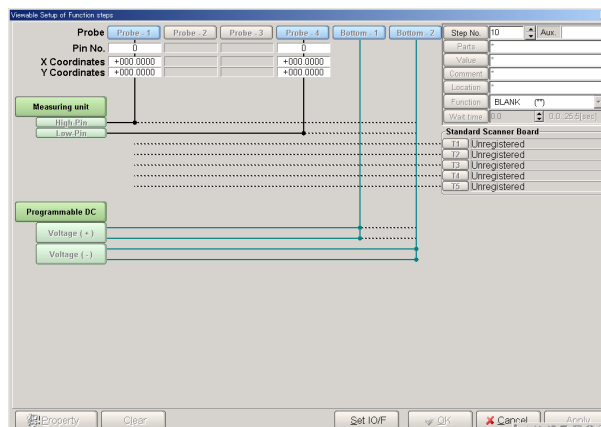 Viewable Setup of Function steps
Probe Probe - 1 Probe - 2 Probe - 3 Probe - 4 Bottom - 1 Bottom - 2
Pin No. 0 0
X Coordinates +000.0000 +000.0000
Y Coordinates +000.0000 +000.0000
Step No. 10 Aux.
Parts *
Value *
Comment *
Location *
Function BLANK (**)
Wait time 0.0 0.0..25.5[sec]
Measuring unit
High-Pin
Low-Pin
Standard Scanner Board
T1 Unregistered
T2 Unregistered
T3 Unregistered
T4 Unregistered
T5 Unregistered
Programmable DC
Voltage ( + )
Voltage ( - )
Property Clear Set IO/F OK Cancel Apply